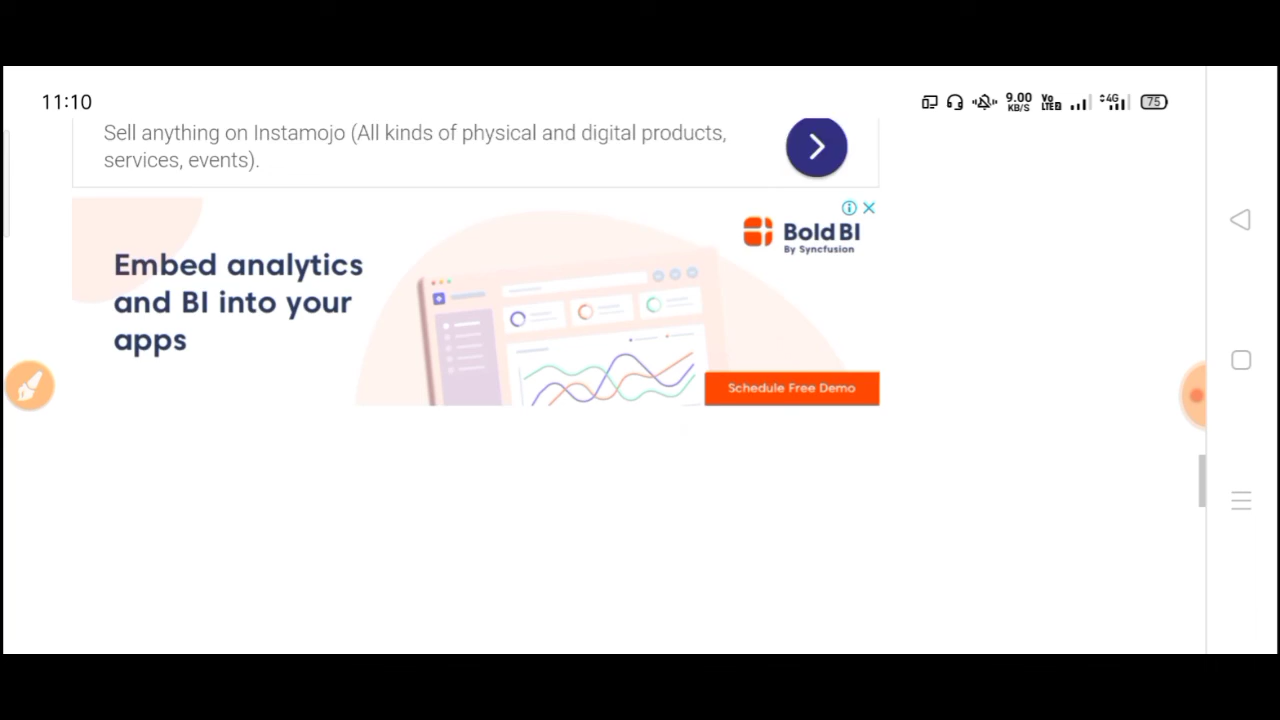 11:10
9.00
KB/S
Vo
LTE2
4G
75
Sell anything on Instamojo (All kinds of physical and digital products,
services, events).
Bold BI
By Syncfusion
Embed analytics
and BI into your
apps
Schedule Free Demo